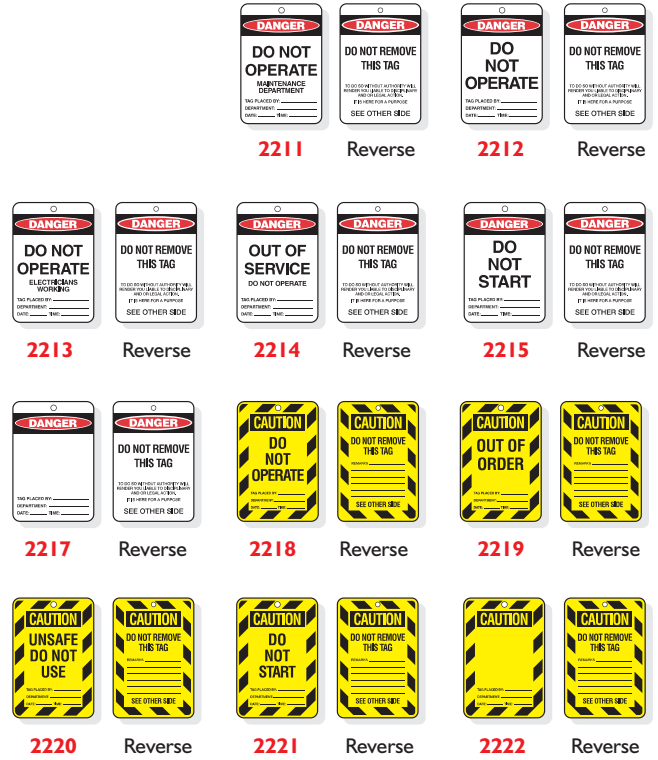 DANGER
DO NOT
OPERATE
MAINTENANCE
DEPARTMENT
TAG PLACED BY:
DEPARTMENT:
DATE: TIME:
DANGER
DO NOT REMOVE
THIS TAG
TO DO SO WITHOUT AUTHORITY WILL
RENDER YOU LIABLE TO DISCIPLINARY
AND OR LEGAL ACTION,
IT IS HERE FOR A PURPOSE
SEE OTHER SIDE
DANGER
DO
NOT
OPERATE
TAG PLACED BY:
DEPARTMENT:
DATE: TIME:
DANGER
DO NOT REMOVE
THIS TAG
TO DO SO WITHOUT AUTHORITY WILL
RENDER YOU LIABLE TO DISCIPLINARY
AND OR LEGAL ACTION,
IT IS HERE FOR A PURPOSE
SEE OTHER SIDE
2211 Reverse 2212 Reverse
DANGER
DO NOT
OPERATE
ELECTRICIANS
WORKING
TAG PLACED BY:
DEPARTMENT:
DATE: TIME:
DANGER
DO NOT REMOVE
THIS TAG
TO DO SO WITHOUT AUTHORITY WILL
RENDER YOU LIABLE TO DISCIPLINARY
AND OR LEGAL ACTION,
IT IS HERE FOR A PURPOSE
SEE OTHER SIDE
DANGER
OUT OF
SERVICE
DO NOT OPERATE
TAG PLACED BY:
DEPARTMENT:
DATE: TIME:
DANGER
DO NOT REMOVE
THIS TAG
TO DO SO WITHOUT AUTHORITY WILL
RENDER YOU LIABLE TO DISCIPLINARY
AND OR LEGAL ACTION,
IT IS HERE FOR A PURPOSE
SEE OTHER SIDE
DANGER
DO
NOT
START
TAG PLACED BY:
DEPARTMENT:
DATE: TIME:
DANGER
DO NOT REMOVE
THIS TAG
TO DO SO WITHOUT AUTHORITY WILL
RENDER YOU LIABLE TO DISCIPLINARY
AND OR LEGAL ACTION,
IT IS HERE FOR A PURPOSE
SEE OTHER SIDE
2213 Reverse 2214 Reverse 2215 Reverse
DANGER
TAG PLACED BY:
DEPARTMENT:
DATE: TIME:
DANGER
DO NOT REMOVE
THIS TAG
TO DO SO WITHOUT AUTHORITY WILL
RENDER YOU LIABLE TO DISCIPLINARY
AND OR LEGAL ACTION,
IT IS HERE FOR A PURPOSE
SEE OTHER SIDE
CAUTION
DO
NOT
OPERATE
TAG PLACED BY:
DEPARTMENT:
DATE: TIME:
CAUTION
DO NOT REMOVE
THIS TAG
REMARKS:
SEE OTHER SIDE
CAUTION
OUT OF
ORDER
TAG PLACED BY:
DEPARTMENT:
DATE: TIME:
CAUTION
DO NOT REMOVE
THIS TAG
REMARKS:
SEE OTHER SIDE
2217 Reverse 2218 Reverse 2219 Reverse
CAUTION
UNSAFE
DO NOT
USE
TAG PLACED BY:
DEPARTMENT:
DATE: TIME:
CAUTION
DO NOT REMOVE
THIS TAG
REMARKS:
SEE OTHER SIDE
CAUTION
DO
NOT
START
TAG PLACED BY:
DEPARTMENT:
DATE: TIME:
CAUTION
DO NOT REMOVE
THIS TAG
REMARKS:
SEE OTHER SIDE
CAUTION
TAG PLACED BY:
DEPARTMENT:
DATE: TIME:
CAUTION
DO NOT REMOVE
THIS TAG
REMARKS:
SEE OTHER SIDE
2220 Reverse 2221 Reverse 2222 Reverse